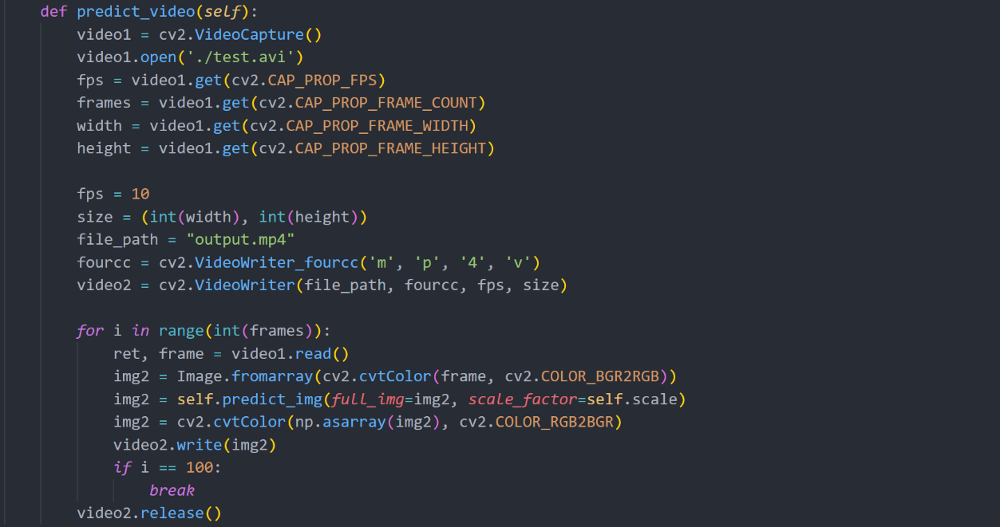 def predict_video(self):
    video1 = cv2.VideoCapture()
    video1.open('./test.avi')
    fps = video1.get(cv2.CAP_PROP_FPS)
    frames = video1.get(cv2.CAP_PROP_FRAME_COUNT)
    width = video1.get(cv2.CAP_PROP_FRAME_WIDTH)
    height = video1.get(cv2.CAP_PROP_FRAME_HEIGHT)

    fps = 10
    size = (int(width), int(height))
    file_path = "output.mp4"
    fourcc = cv2.VideoWriter_fourcc('m', 'p', '4', 'v')
    video2 = cv2.VideoWriter(file_path, fourcc, fps, size)

    for i in range(int(frames)):
        ret, frame = video1.read()
        img2 = Image.fromarray(cv2.cvtColor(frame, cv2.COLOR_BGR2RGB))
        img2 = self.predict_img(full_img=img2, scale_factor=self.scale)
        img2 = cv2.cvtColor(np.asarray(img2), cv2.COLOR_RGB2BGR)
        video2.write(img2)
        if i == 100:
            break
    video2.release()